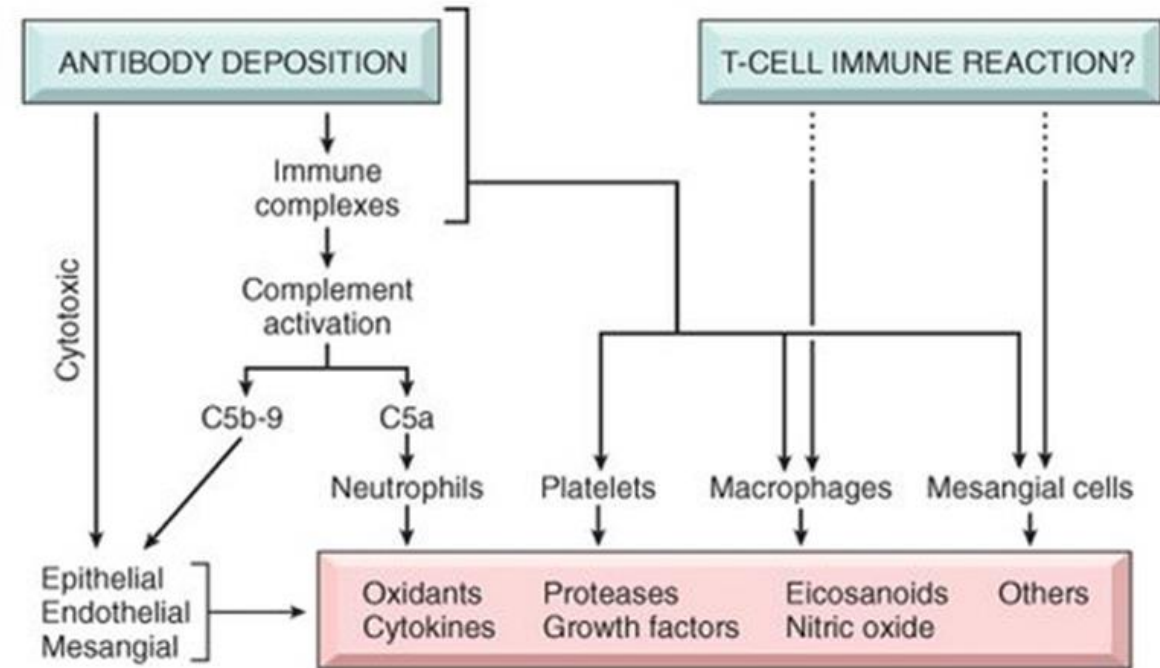 ANTIBODY DEPOSITION
T-CELL IMMUNE REACTION?
Immune
complexes
Complement
activation
Cytotoxic
C5b-9
C5a
Neutrophils
Platelets
Macrophages
Mesangial cells
Epithelial
Endothelial
Mesangial
Oxidants
Cytokines
Proteases
Growth factors
Eicosanoids
Nitric oxide
Others